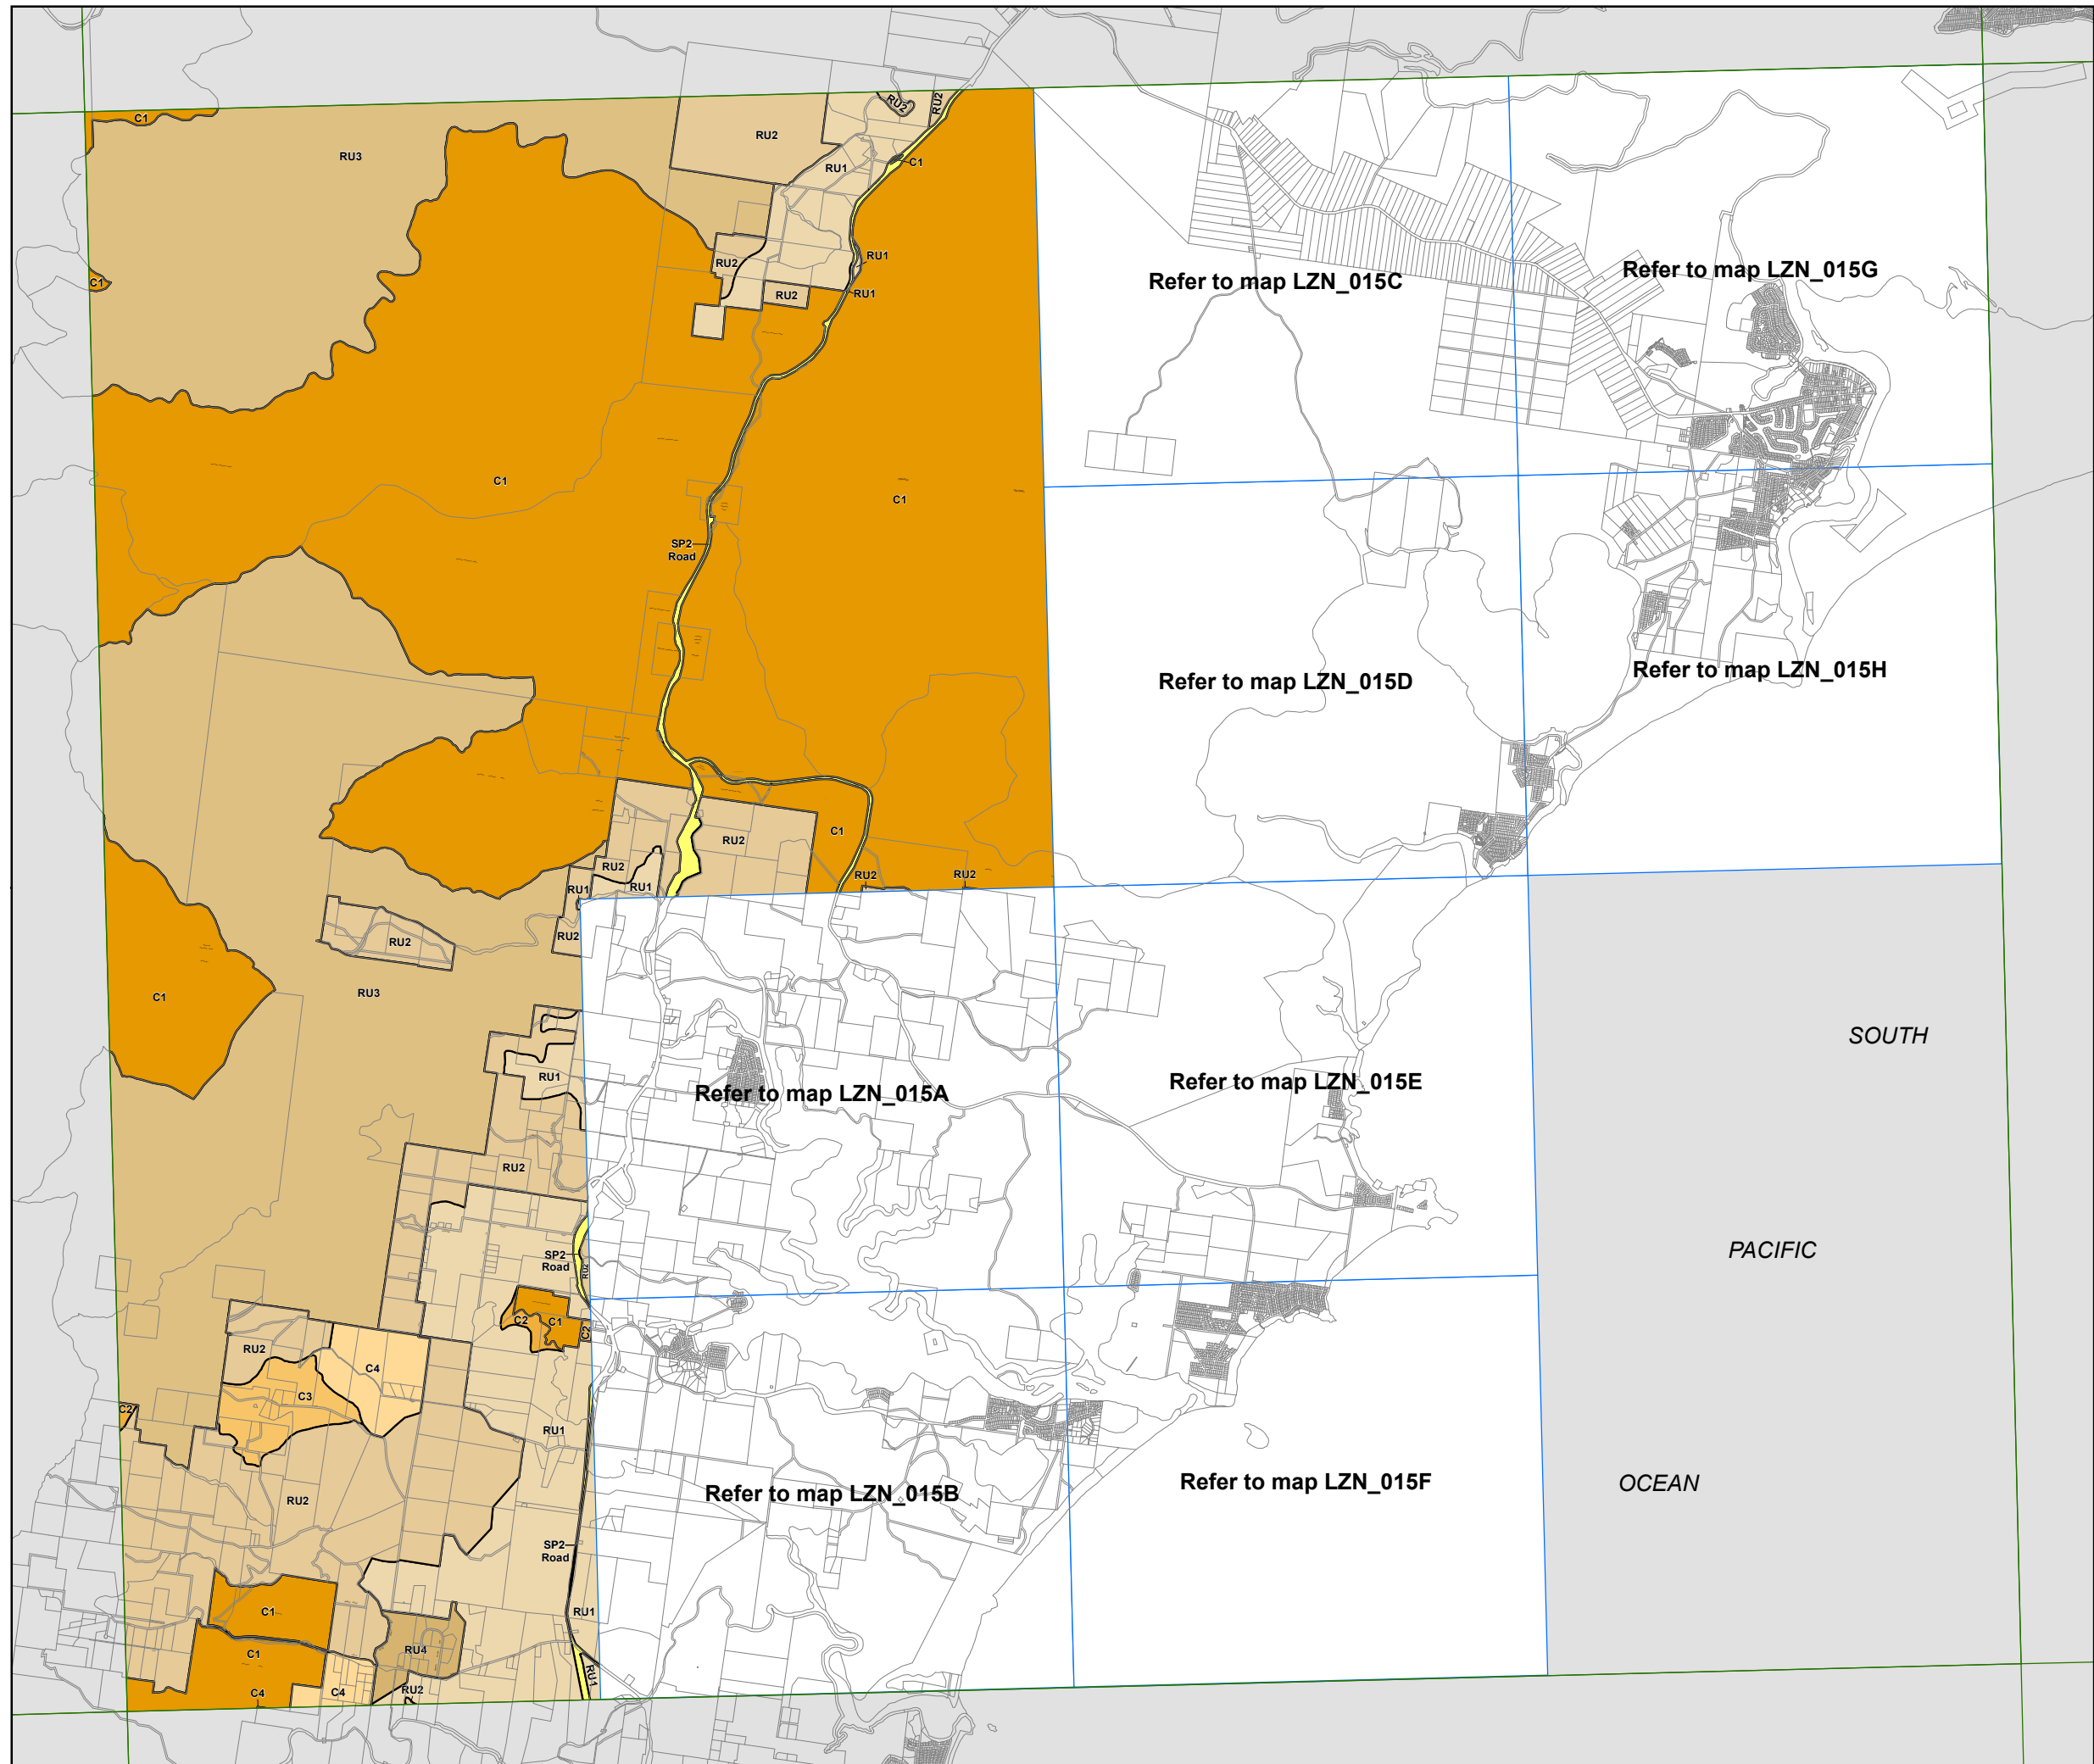 C1
RU3
RU2
RU2
RU2
RU1
C1
RU2
RU1
C1
RU2
RU1
Refer to map LZN_015C
Refer to map LZN_015G
C1
C1
SP2
Road
Refer to map LZN_015D
Refer to map LZN_015H
RU2
C1
RU2
RU1
RU1
RU2
RU2
RU2
RU2
C1
RU3
SOUTH
RU1
Refer to map LZN_015A
Refer to map LZN_015E
RU2
PACIFIC
SP2
Road
RU2
C2
C1
C2
RU2
C4
C3
C2
RU1
RU2
Refer to map LZN_015B
Refer to map LZN_015F
OCEAN
SP2
Road
C1
RU1
C1
RU4
RU1
C4
C4
RU2